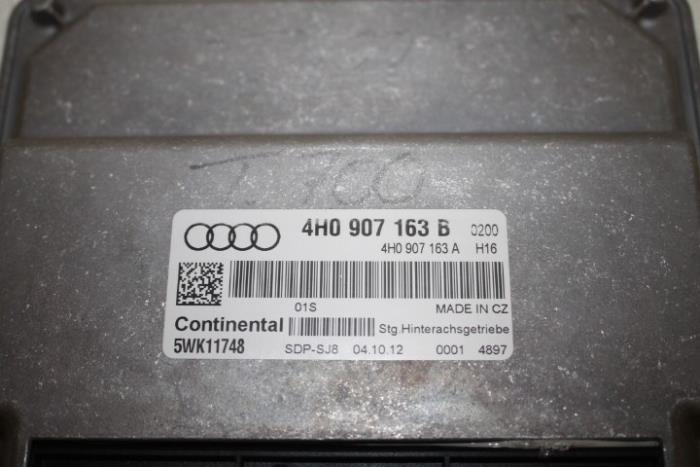 T 700
4H0 907 163 B 0200
4H0 907 163 A H16
01S MADE IN CZ
Continental Stg.Hinterachsgetriebe
5WK11748 SDP-SJ8 04.10.12 0001 4897